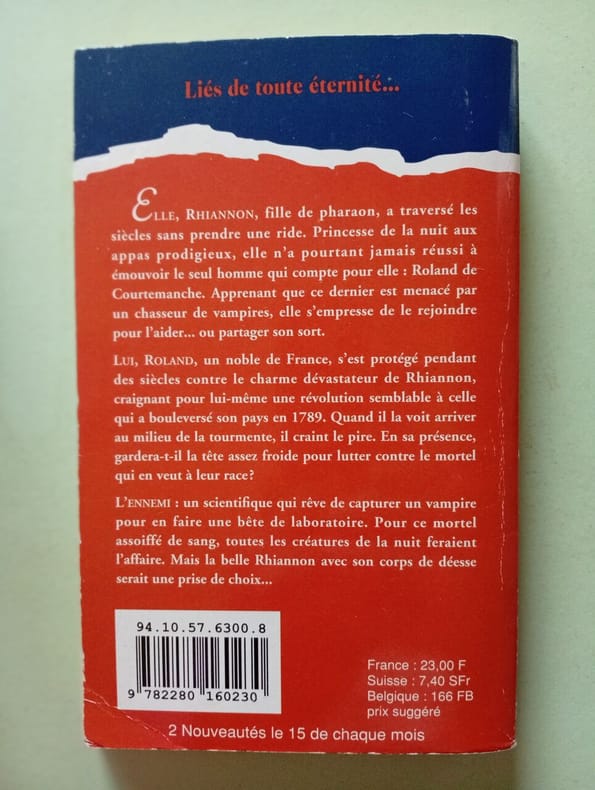 Liés de toute éternité...
ELLE, RHIANNON, fille de pharaon, a traversé les
siècles sans prendre une ride. Princesse de la nuit aux
appas prodigieux, elle n'a pourtant jamais réussi à
émouvoir le seul homme qui compte pour elle : Roland de
Courtemanche. Apprenant que ce dernier est menacé par
un chasseur de vampires, elle s'empresse de le rejoindre
pour l'aider... ou partager son sort.
LUI, ROLAND, un noble de France, s'est protégé pendant
des siècles contre le charme dévastateur de Rhiannon,
craignant pour lui-même une révolution semblable à celle
qui a bouleversé son pays en 1789. Quand il la voit arriver
au milieu de la tourmente, il craint le pire. En sa présence,
gardera-t-il la tête assez froide pour lutter contre le mortel
qui en veut à leur race?
L'ENNEMI : un scientifique qui rêve de capturer un vampire
pour en faire une bête de laboratoire. Pour ce mortel
assoiffé de sang, toutes les créatures de la nuit feraient
l'affaire. Mais la belle Rhiannon avec son corps de déesse
serait une prise de choix...
94.10.57.6300.8
9 782280 160230
France : 23,00 F
Suisse : 7,40 SFr
Belgique : 166 FB
prix suggéré
2 Nouveautés le 15 de chaque mois